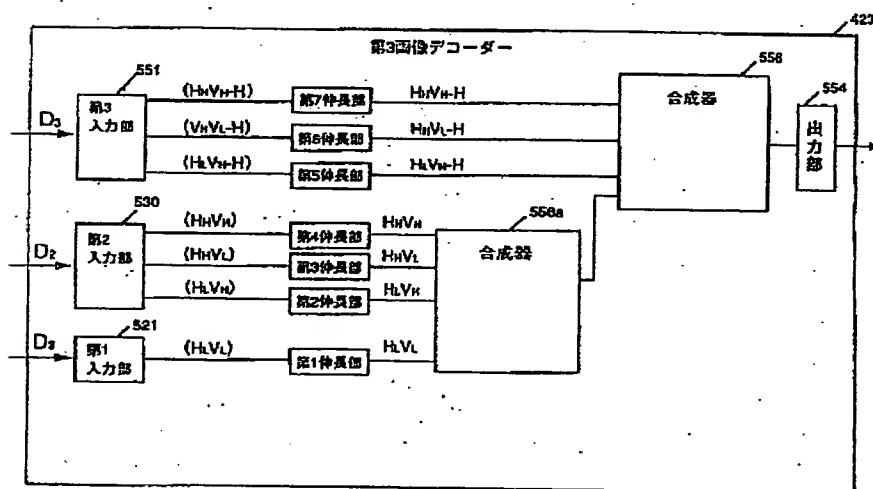 423
第3画像デコーダー
551
556
554
第3
入力部
D3
(HHVH-H)
第7伸長部
HHVH-H
(VHVL-H)
第6伸長部
HHVL-H
(HLVH-H)
第5伸長部
HLVH-H
合成器
出力部
530
第2
入力部
D2
(HHVH)
第4伸長部
HHVH
(HHVL)
第3伸長部
HHVL
(HLVH)
第2伸長部
HLVH
556a
合成器
521
第1
入力部
D3
(HLVL)
第1伸長部
HLVL